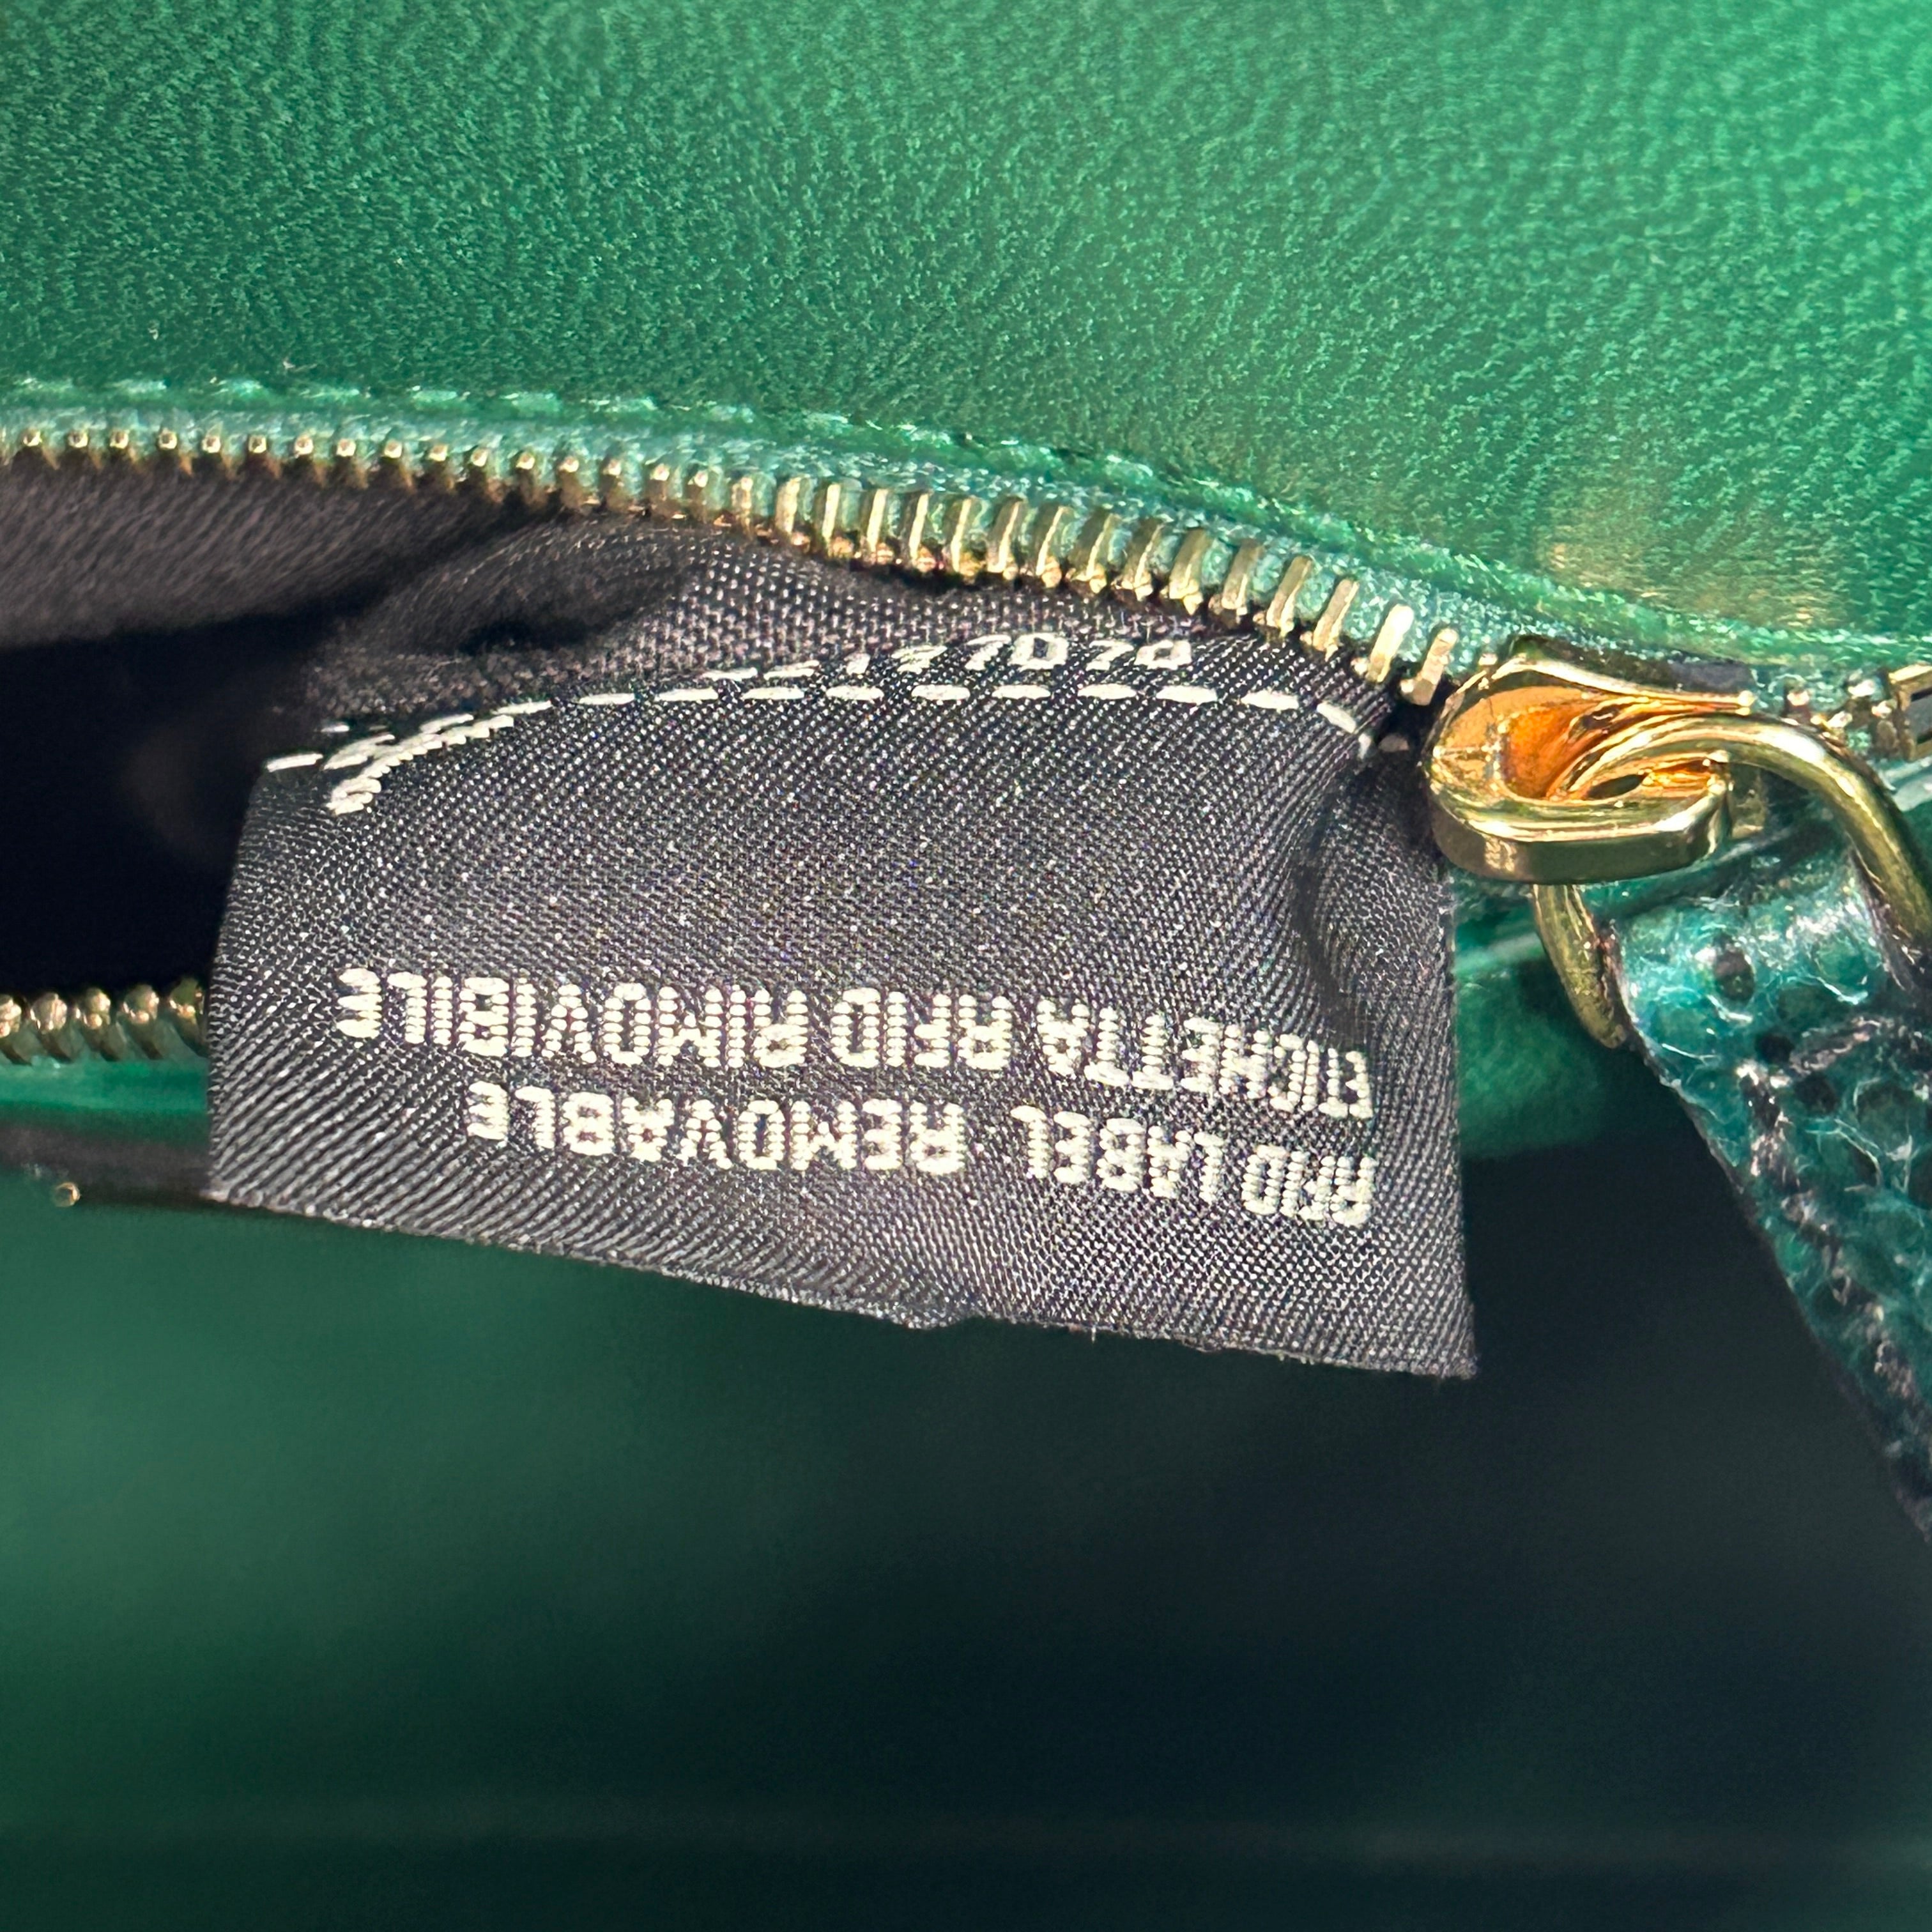 RFID LABEL REMOVABLE
ETICHETTA RFID RIMOVIBILE